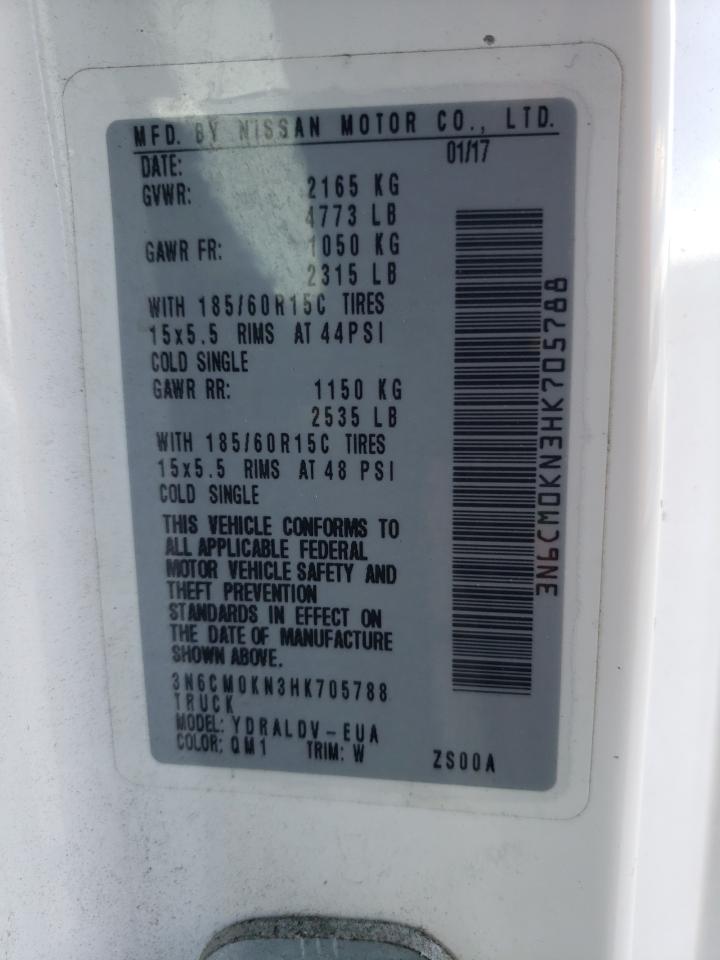 MFD. BY NISSAN MOTOR CO., LTD.
DATE: 01/17
GVWR: 2165 KG
4773 LB
GAWR FR: 1050 KG
2315 LB
WITH 185/60R15C TIRES
15x5.5 RIMS AT 44PSI
COLD SINGLE
GAWR RR: 1150 KG
2535 LB
WITH 185/60R15C TIRES
15x5.5 RIMS AT 48 PSI
COLD SINGLE
THIS VEHICLE CONFORMS TO
ALL APPLICABLE FEDERAL
MOTOR VEHICLE SAFETY AND
THEFT PREVENTION
STANDARDS IN EFFECT ON
THE DATE OF MANUFACTURE
SHOWN ABOVE.
3N6CM0KN3HK705788
TRUCK
MODEL: YDRALDV-EUA
COLOR: QM1 TRIM: W ZS00A
3N6CM0KN3HK705788